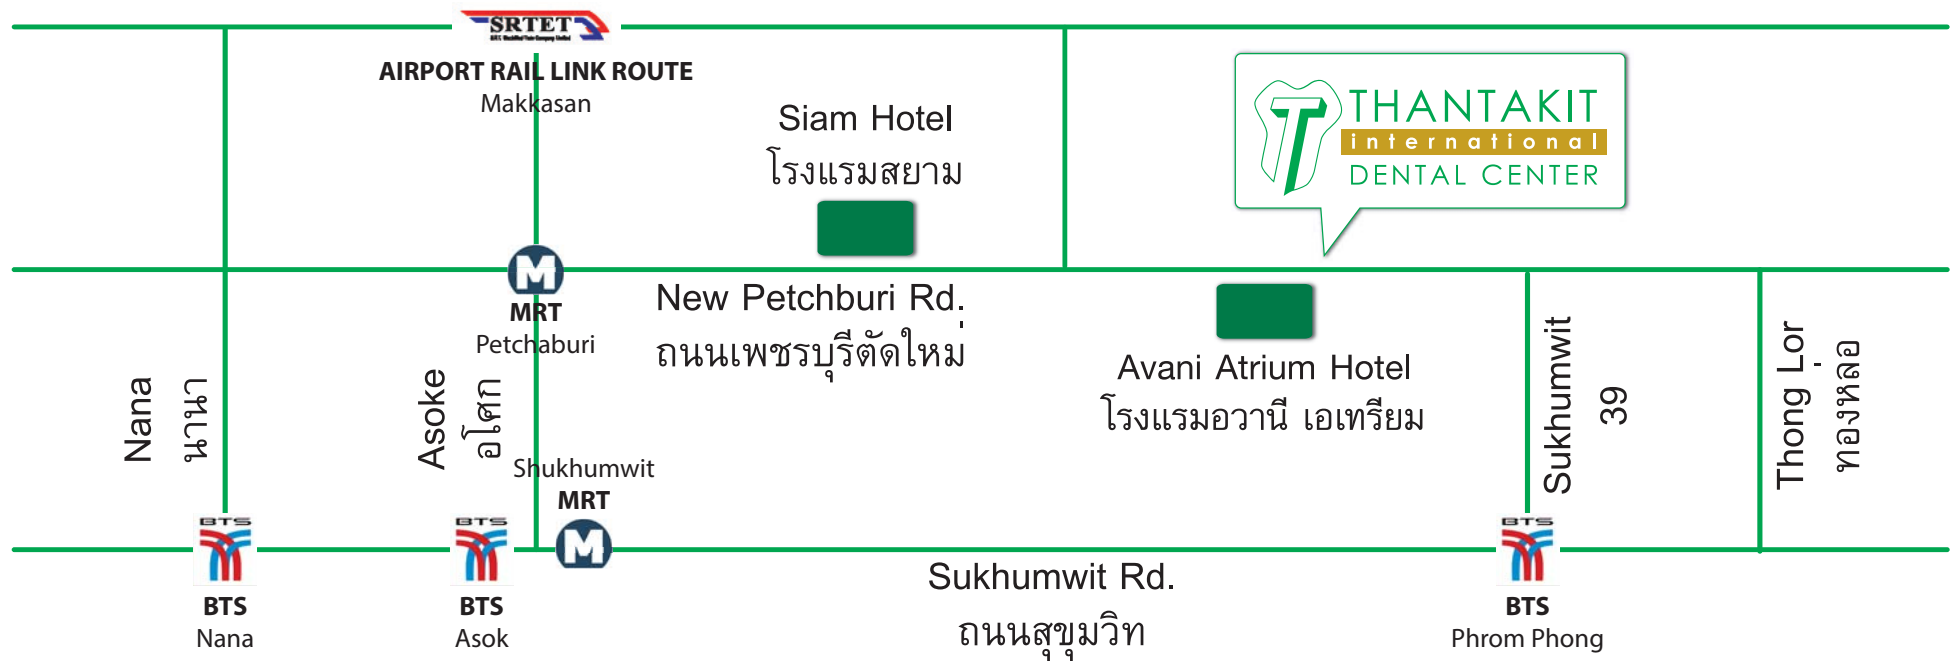 SRTET
AIRPORT RAIL LINK ROUTE
Makkasan
Siam Hotel
โรงแรมสยาม
T
THANTAKIT
international
DENTAL CENTER
M
MRT
Petchaburi
New Petchburi Rd.
ถนนเพชรบุรีตัดใหม่
Avani Atrium Hotel
โรงแรมอวานี เอเทรียม
Nana
นานา
Asoke
อโศก
Sukhumwit
39
Thong Lor
ทองหล่อ
Shukhumwit
MRT
M
BTS
BTS
Nana
BTS
BTS
Asok
Sukhumwit Rd.
ถนนสุขุมวิท
BTS
BTS
Phrom Phong